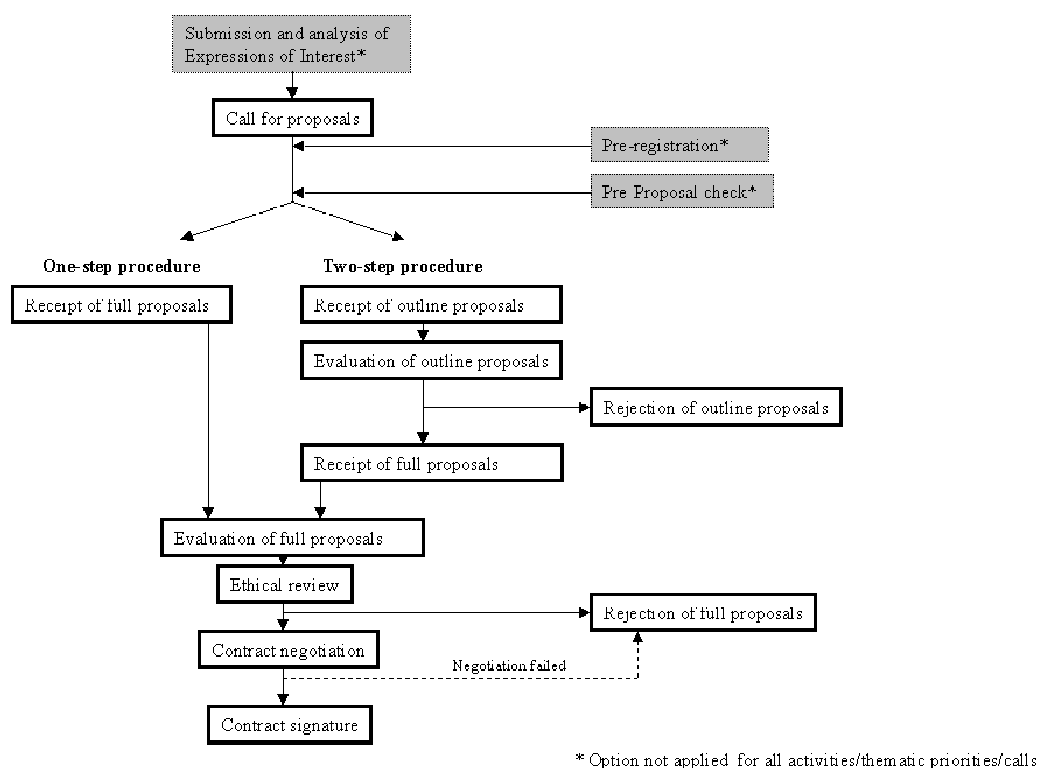 Submission and analysis of
Expressions of Interest*
Call for proposals
Pre-registration*
Pre Proposal check*
One-step procedure
Two-step procedure
Receipt of full proposals
Receipt of outline proposals
Evaluation of outline proposals
Rejection of outline proposals
Receipt of full proposals
Evaluation of full proposals
Ethical review
Rejection of full proposals
Contract negotiation
Negotiation failed
Contract signature
* Option not applied for all activities/thematic priorities/calls